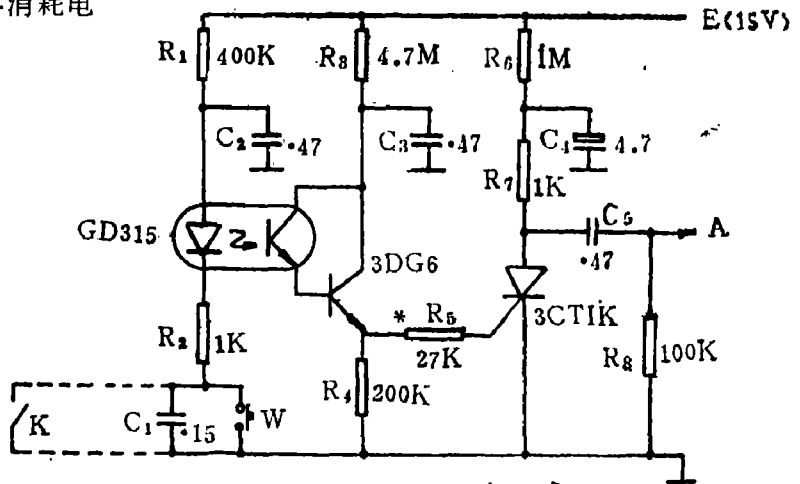 消耗电
E(15V)
R₁ 400K
R₃ 4.7M
R₆ 1M
C₂ .47
C₃ .47
C₄ 4.7
R₇ 1K
C₅ .47
A
GD315
3DG6
* R₅ 27K
3CT1K
R₂ 1K
R₈ 100K
R₄ 200K
K
C₁ .15
W